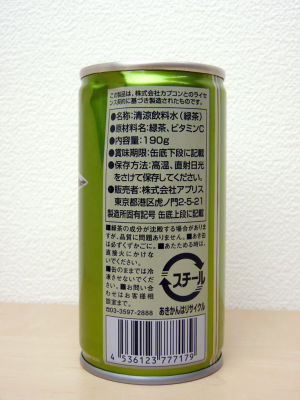 この製品は、株式会社カプコンとのライセ
ンス契約に基づき製造されたものです。
●名称:清涼飲料水(緑茶)
●原材料名:緑茶、ビタミンC
●内容量:190g
●賞味期限:缶底下段に記載
●保存方法:高温、直射日光
をさけて保存してください。
●販売者:株式会社アプリス
東京都港区虎ノ門2-5-21
製造所固有記号 缶底上段に記載
■緑茶の成分が沈殿する場合があります
が、品質に問題ありません。■あき缶
は必ずくずかごに。■あたためる時は、
直接火にかけな
いでください。
■缶のままでは冷
凍させないでくだ
さい。■お問い合
わせはお客様相
談室まで。
☎03-3597-2888
スチール
あきかんはリサイクル
4 536123 777179